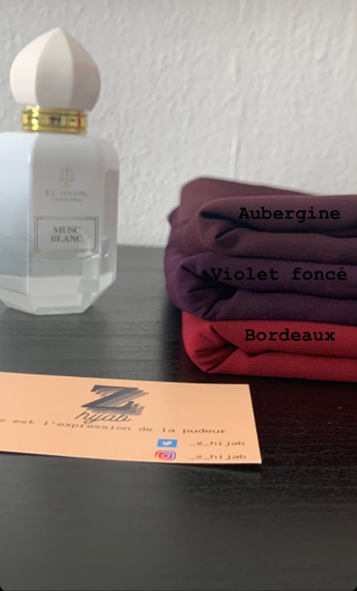 EL NABIL
MUSC
BLANC
Aubergine
Violet foncé
Bordeaux
Z
hijab
e est l'expression de la pudeur
_z_hijab
_z_hijab